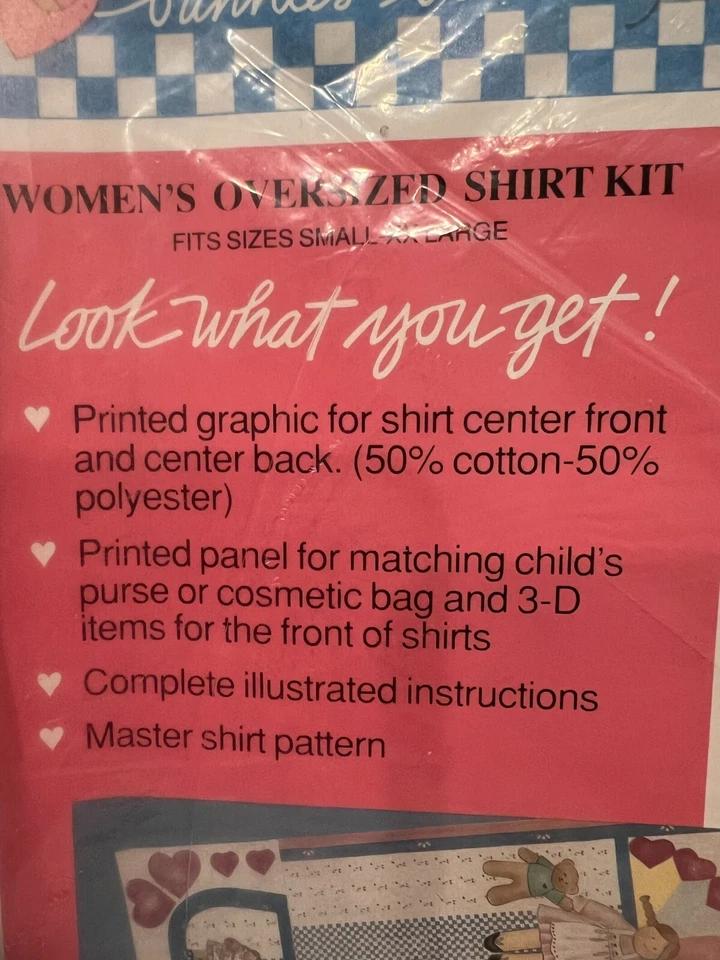 WOMEN'S OVERSIZED SHIRT KIT
FITS SIZES SMALL-XX LARGE
Look what you get!
Printed graphic for shirt center front
and center back. (50% cotton-50%
polyester)
Printed panel for matching child's
purse or cosmetic bag and 3-D
items for the front of shirts
Complete illustrated instructions
Master shirt pattern